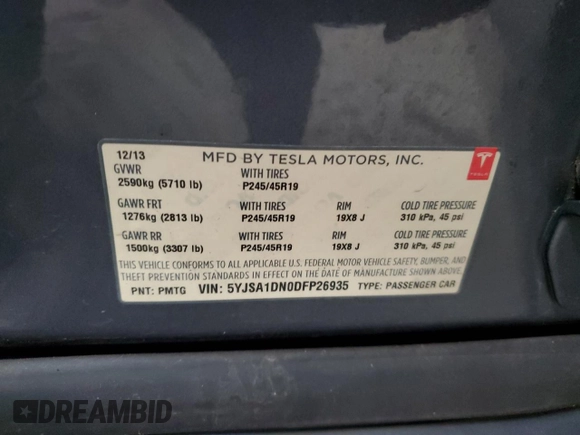 12/13 MFD BY TESLA MOTORS, INC.
GVWR WITH TIRES
2590kg (5710 lb) P245/45R19
TESLA
GAWR FRT WITH TIRES RIM COLD TIRE PRESSURE
1276kg (2813 lb) P245/45R19 19X8 J 310 kPa, 45 psi
GAWR RR WITH TIRES RIM COLD TIRE PRESSURE
1500kg (3307 lb) P245/45R19 19X8 J 310 kPa, 45 psi
THIS VEHICLE CONFORMS TO ALL APPLICABLE U.S. FEDERAL MOTOR VEHICLE SAFETY, BUMPER, AND
THEFT PREVENTION STANDARDS IN EFFECT ON THE DATE OF MANUFACTURE SHOWN ABOVE.
PNT: PMTG VIN: 5YJSA1DN0DFP26935 TYPE: PASSENGER CAR
DREAMBID